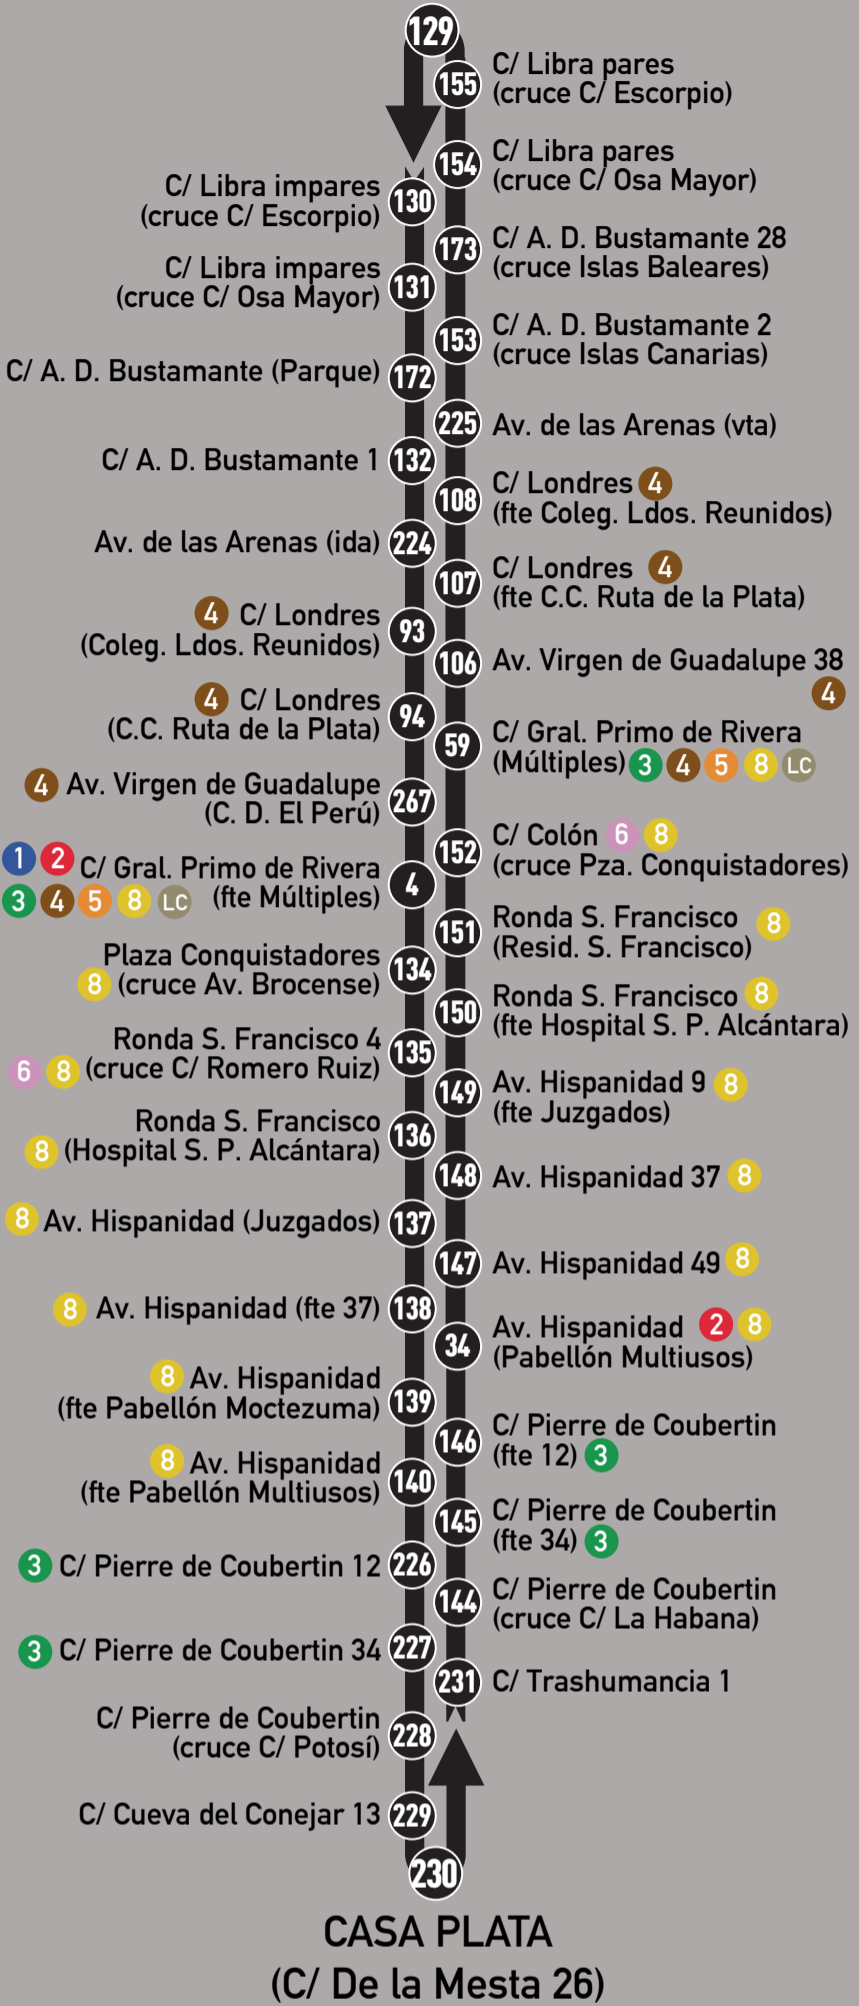 129
155 C/ Libra pares
(cruce C/ Escorpio)
154 C/ Libra pares
(cruce C/ Osa Mayor)
173 C/ A. D. Bustamante 28
(cruce Islas Baleares)
153 C/ A. D. Bustamante 2
(cruce Islas Canarias)
225 Av. de las Arenas (vta)
108 C/ Londres 4
(fte Coleg. Ldos. Reunidos)
107 C/ Londres 4
(fte C.C. Ruta de la Plata)
106 Av. Virgen de Guadalupe 38
4
59 C/ Gral. Primo de Rivera
(Múltiples) 3 4 5 8 LC
152 C/ Colón 6 8
(cruce Pza. Conquistadores)
151 Ronda S. Francisco 8
(Resid. S. Francisco)
150 Ronda S. Francisco 8
(fte Hospital S. P. Alcántara)
149 Av. Hispanidad 9 8
(fte Juzgados)
148 Av. Hispanidad 37 8
147 Av. Hispanidad 49 8
34 Av. Hispanidad 2 8
(Pabellón Multiusos)
146 C/ Pierre de Coubertin
(fte 12) 3
145 C/ Pierre de Coubertin
(fte 34) 3
144 C/ Pierre de Coubertin
(cruce C/ La Habana)
231 C/ Trashumancia 1
C/ Libra impares
(cruce C/ Escorpio) 130
C/ Libra impares
(cruce C/ Osa Mayor) 131
C/ A. D. Bustamante (Parque) 172
C/ A. D. Bustamante 1 132
Av. de las Arenas (ida) 224
4 C/ Londres
(Coleg. Ldos. Reunidos) 93
4 C/ Londres
(C.C. Ruta de la Plata) 94
4 Av. Virgen de Guadalupe
(C. D. El Perú) 267
1 2 C/ Gral. Primo de Rivera
3 4 5 8 LC (fte Múltiples) 4
Plaza Conquistadores
8 (cruce Av. Brocense) 134
Ronda S. Francisco 4
6 8 (cruce C/ Romero Ruiz) 135
Ronda S. Francisco
8 (Hospital S. P. Alcántara) 136
8 Av. Hispanidad (Juzgados) 137
8 Av. Hispanidad (fte 37) 138
8 Av. Hispanidad
(fte Pabellón Moctezuma) 139
8 Av. Hispanidad
(fte Pabellón Multiusos) 140
3 C/ Pierre de Coubertin 12 226
3 C/ Pierre de Coubertin 34 227
C/ Pierre de Coubertin
(cruce C/ Potosí) 228
C/ Cueva del Conejar 13 229
230
CASA PLATA
(C/ De la Mesta 26)